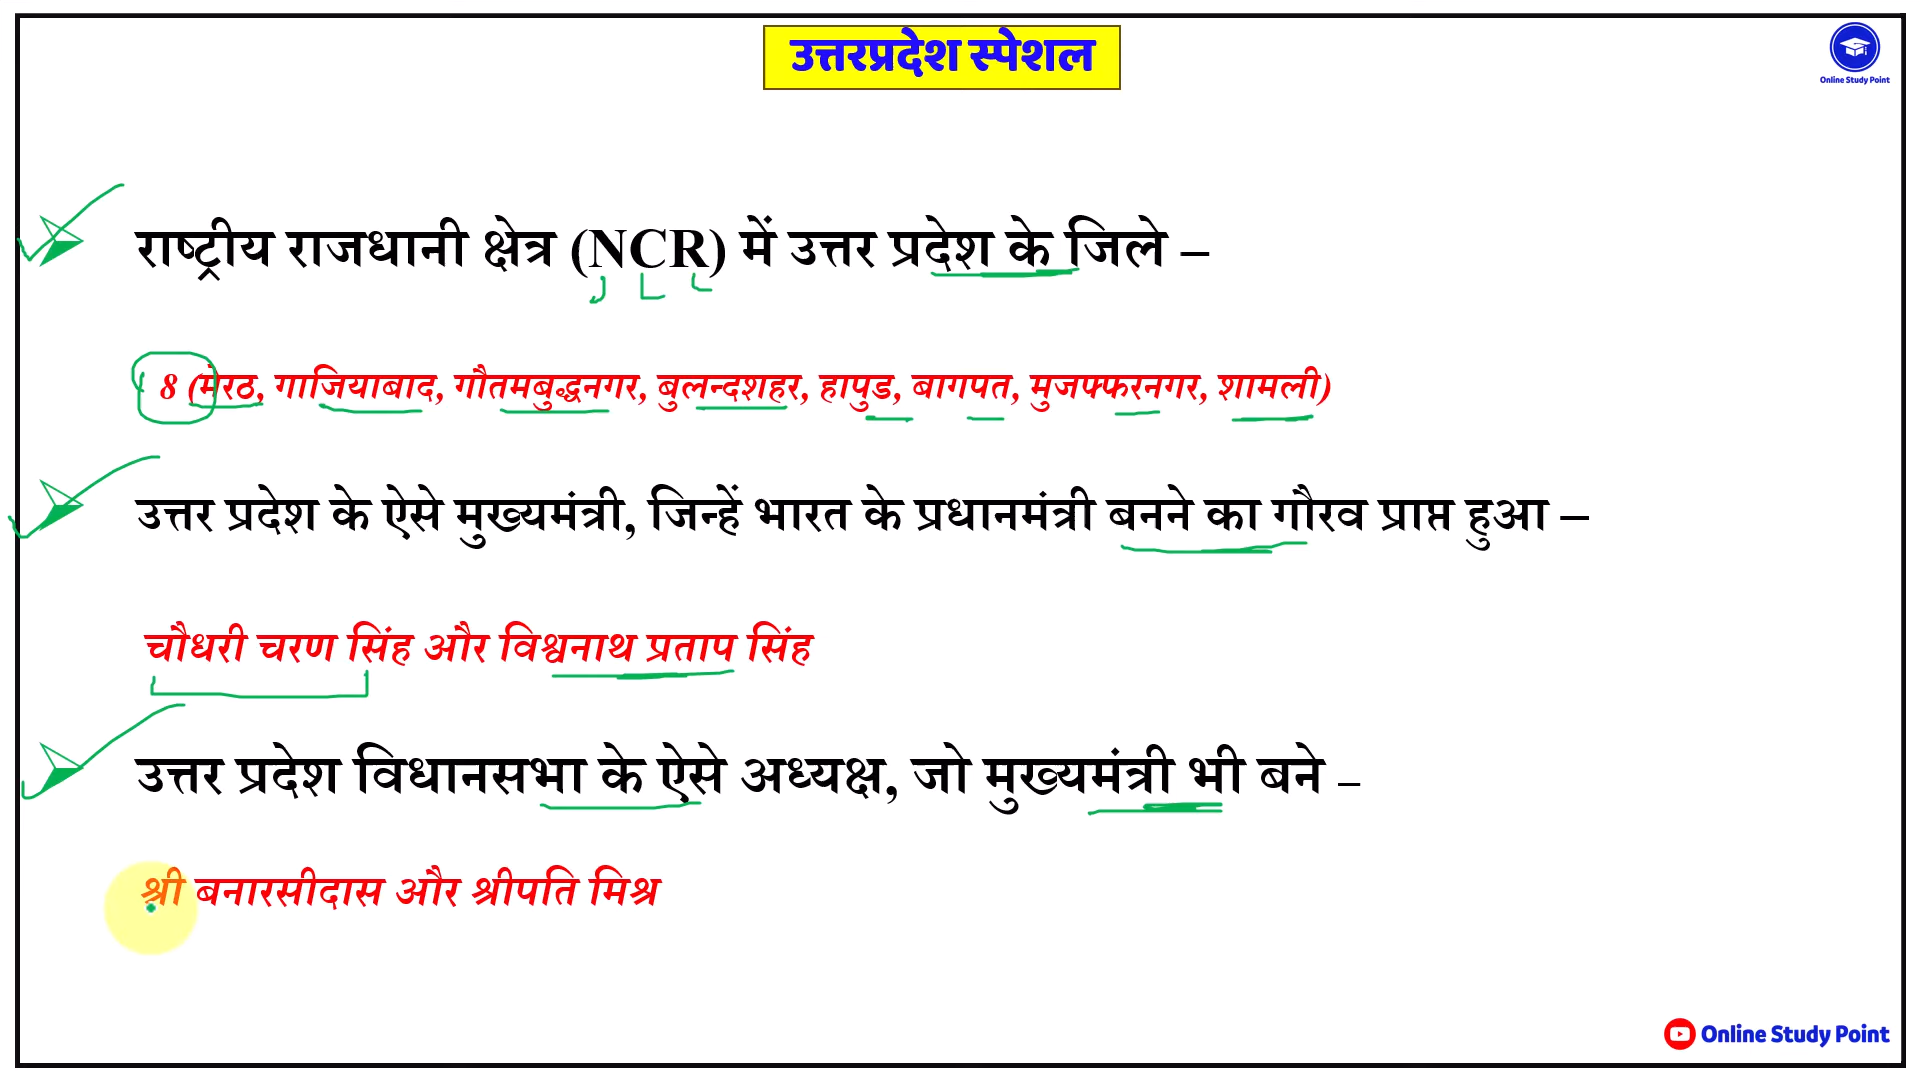 उत्तरप्रदेश स्पेशल
Online Study Point
राष्ट्रीय राजधानी क्षेत्र (NCR) में उत्तर प्रदेश के जिले –
8 (मेरठ, गाजियाबाद, गौतमबुद्धनगर, बुलन्दशहर, हापुड, बागपत, मुजफ्फरनगर, शामली)
उत्तर प्रदेश के ऐसे मुख्यमंत्री, जिन्हें भारत के प्रधानमंत्री बनने का गौरव प्राप्त हुआ –
चौधरी चरण सिंह और विश्वनाथ प्रताप सिंह
उत्तर प्रदेश विधानसभा के ऐसे अध्यक्ष, जो मुख्यमंत्री भी बने –
श्री बनारसीदास और श्रीपति मिश्र
Online Study Point